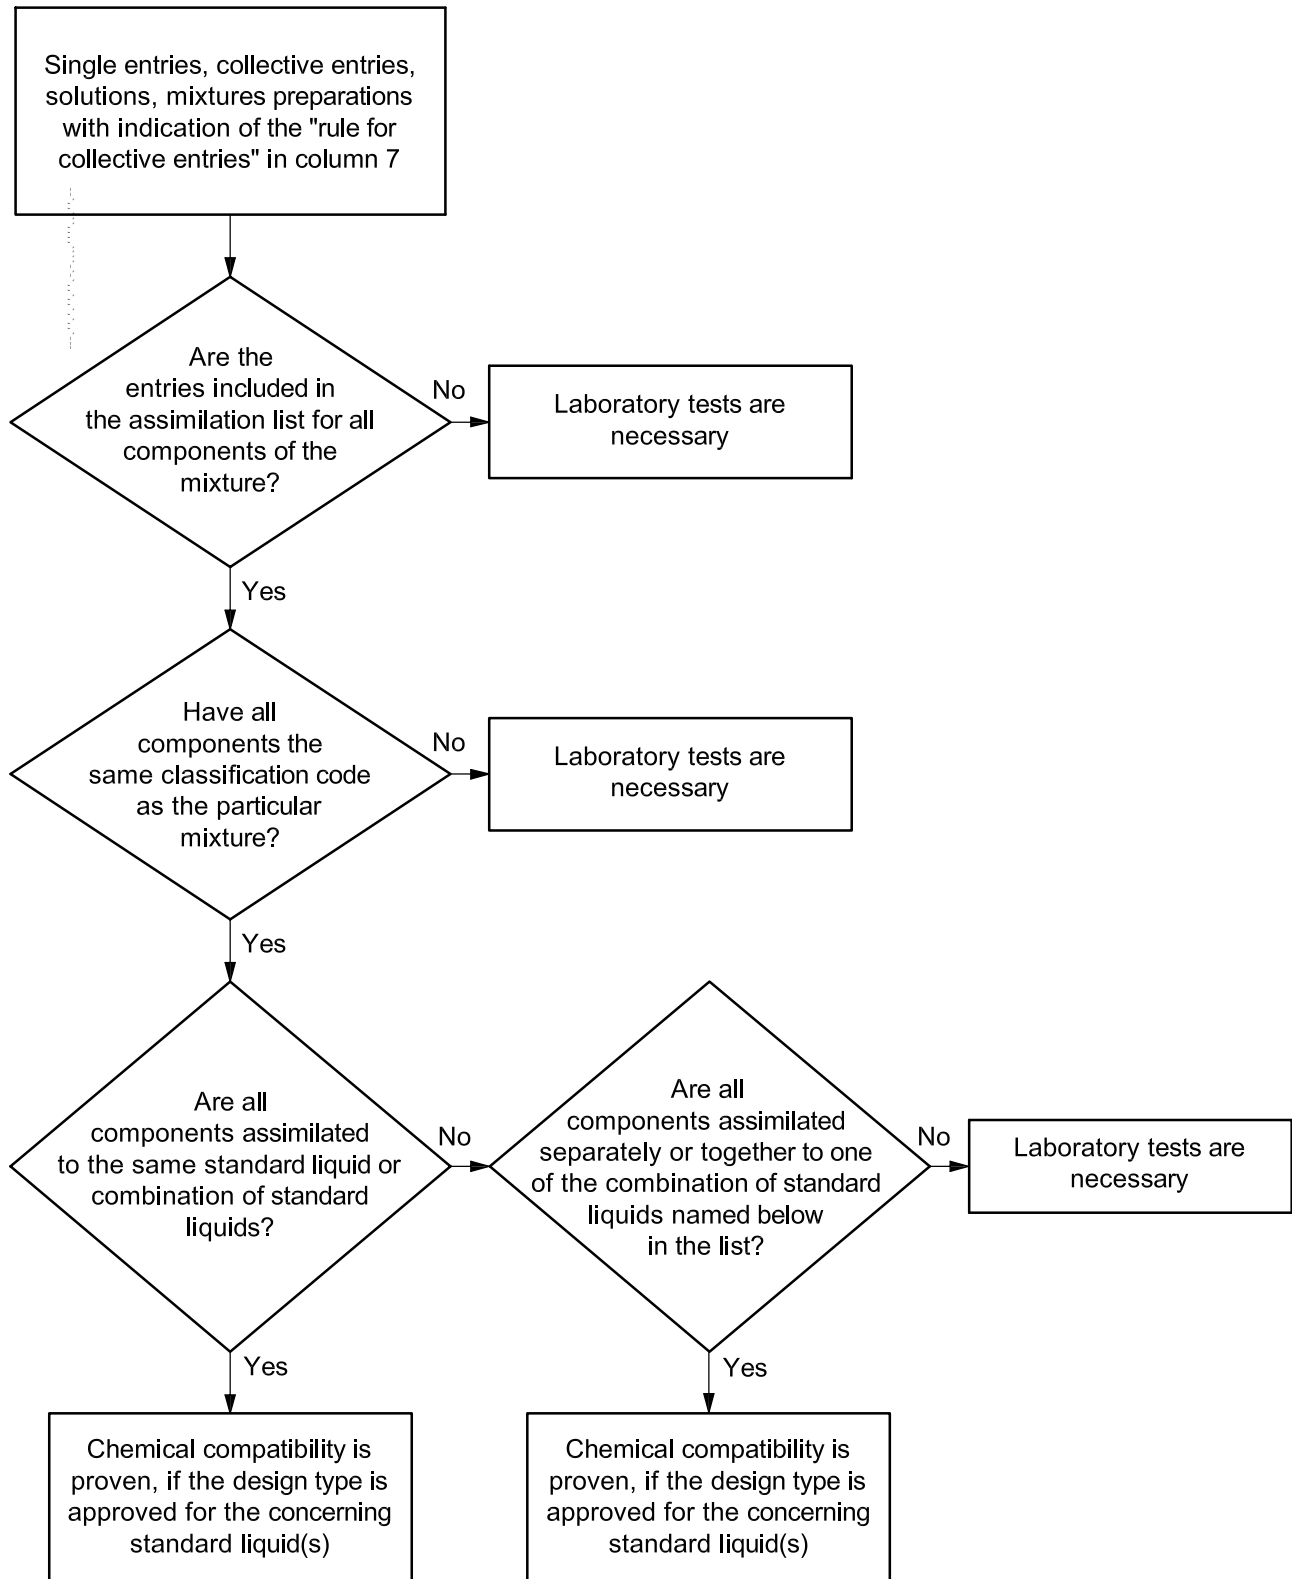 Single entries, collective entries,
solutions, mixtures preparations
with indication of the "rule for
collective entries" in column 7
Are the
entries included in
the assimilation list for all
components of the
mixture?
No
Laboratory tests are
necessary
Yes
Have all
components the
same classification code
as the particular
mixture?
No
Laboratory tests are
necessary
Yes
Are all
components assimilated
to the same standard liquid or
combination of standard
liquids?
No
Are all
components assimilated
separately or together to one
of the combination of standard
liquids named below
in the list?
No
Laboratory tests are
necessary
Yes
Yes
Chemical compatibility is
proven, if the design type is
approved for the concerning
standard liquid(s)
Chemical compatibility is
proven, if the design type is
approved for the concerning
standard liquid(s)